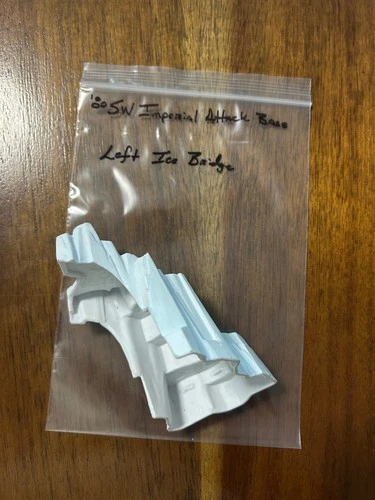 '80 SW Imperial Attack Base
Left Ice Bridge